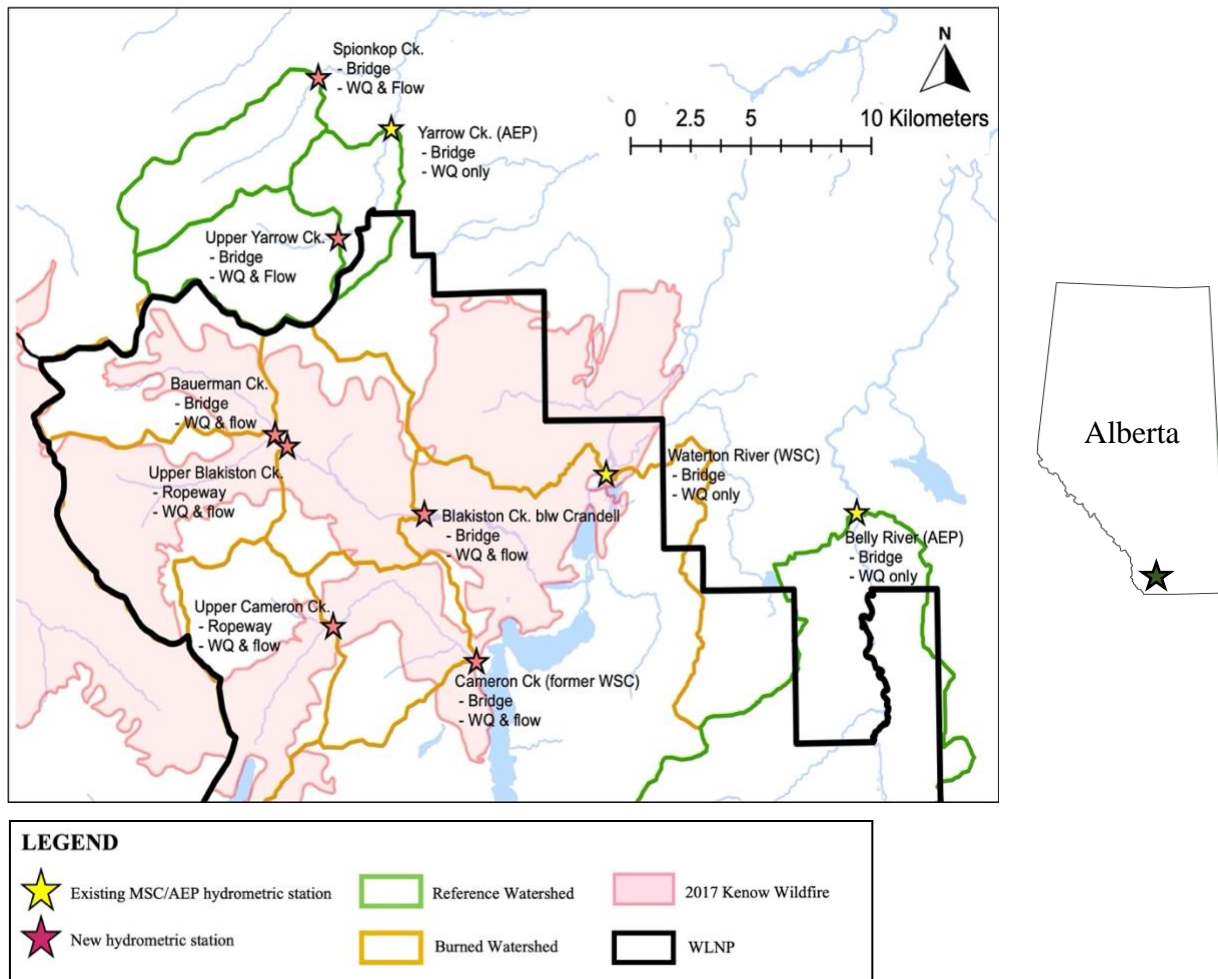 Spionkop Ck.
- Bridge
- WQ & Flow
N
0 2.5 5 10 Kilometers
Yarrow Ck. (AEP)
- Bridge
- WQ only
Upper Yarrow Ck.
- Bridge
- WQ & Flow
Bauerman Ck.
- Bridge
- WQ & flow
Upper Blakiston Ck.
- Ropeway
- WQ & flow
Waterton River (WSC)
- Bridge
- WQ only
Blakiston Ck. blw Crandell
- Bridge
- WQ & flow
Belly River (AEP)
- Bridge
- WQ only
Upper Cameron Ck.
- Ropeway
- WQ & flow
Cameron Ck (former WSC)
- Bridge
- WQ & flow
Alberta
LEGEND
Existing MSC/AEP hydrometric station
Reference Watershed
2017 Kenow Wildfire
New hydrometric station
Burned Watershed
WLNP